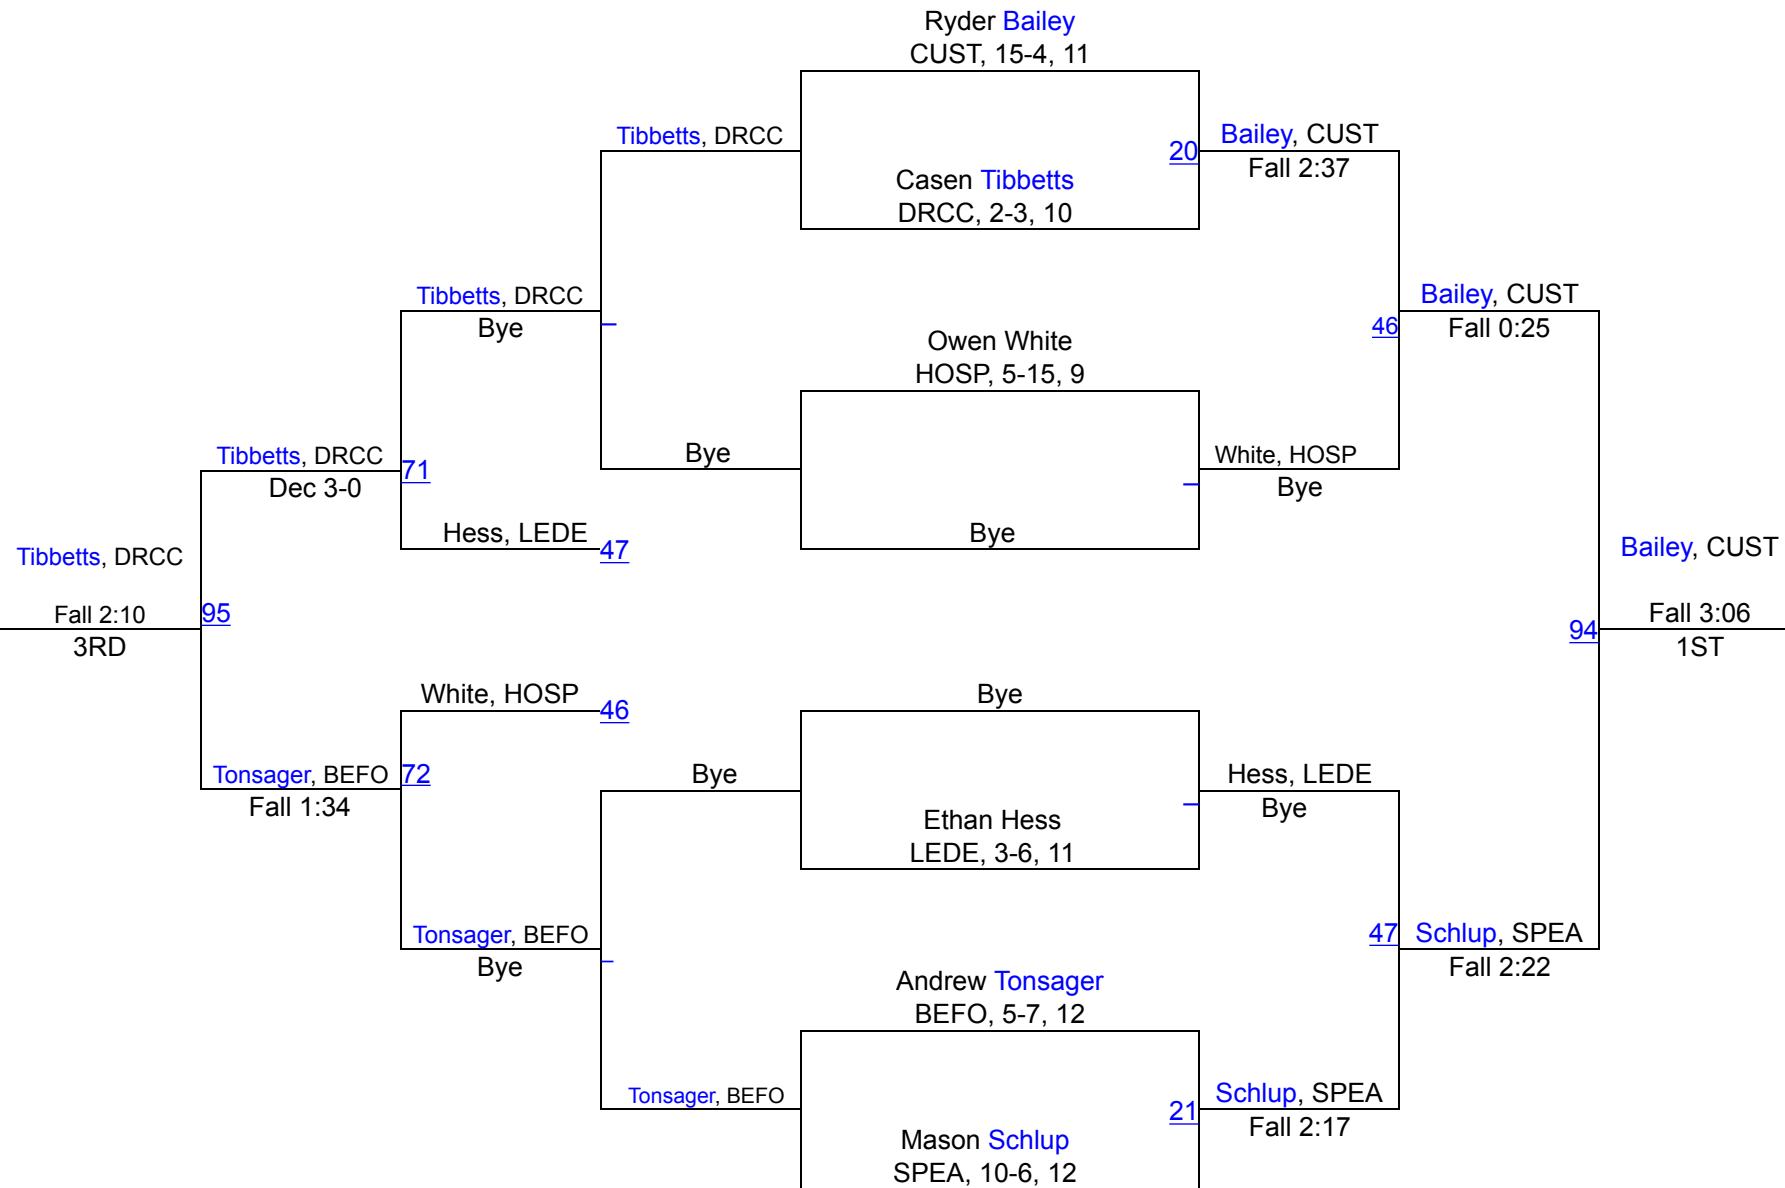 Ryder Bailey
CUST, 15-4, 11
Tibbetts, DRCC
20
Bailey, CUST
Fall 2:37
Casen Tibbetts
DRCC, 2-3, 10
Tibbetts, DRCC
Bye
Bailey, CUST
46
Fall 0:25
Owen White
HOSP, 5-15, 9
Tibbetts, DRCC
71
Dec 3-0
Bye
White, HOSP
Bye
Hess, LEDE
47
Bye
Tibbetts, DRCC
Fall 2:10
95
3RD
Bailey, CUST
Fall 3:06
94
1ST
White, HOSP
46
Bye
Tonsager, BEFO
72
Fall 1:34
Bye
Hess, LEDE
Bye
Ethan Hess
LEDE, 3-6, 11
Tonsager, BEFO
Bye
47
Schlup, SPEA
Fall 2:22
Andrew Tonsager
BEFO, 5-7, 12
Tonsager, BEFO
21
Schlup, SPEA
Fall 2:17
Mason Schlup
SPEA, 10-6, 12